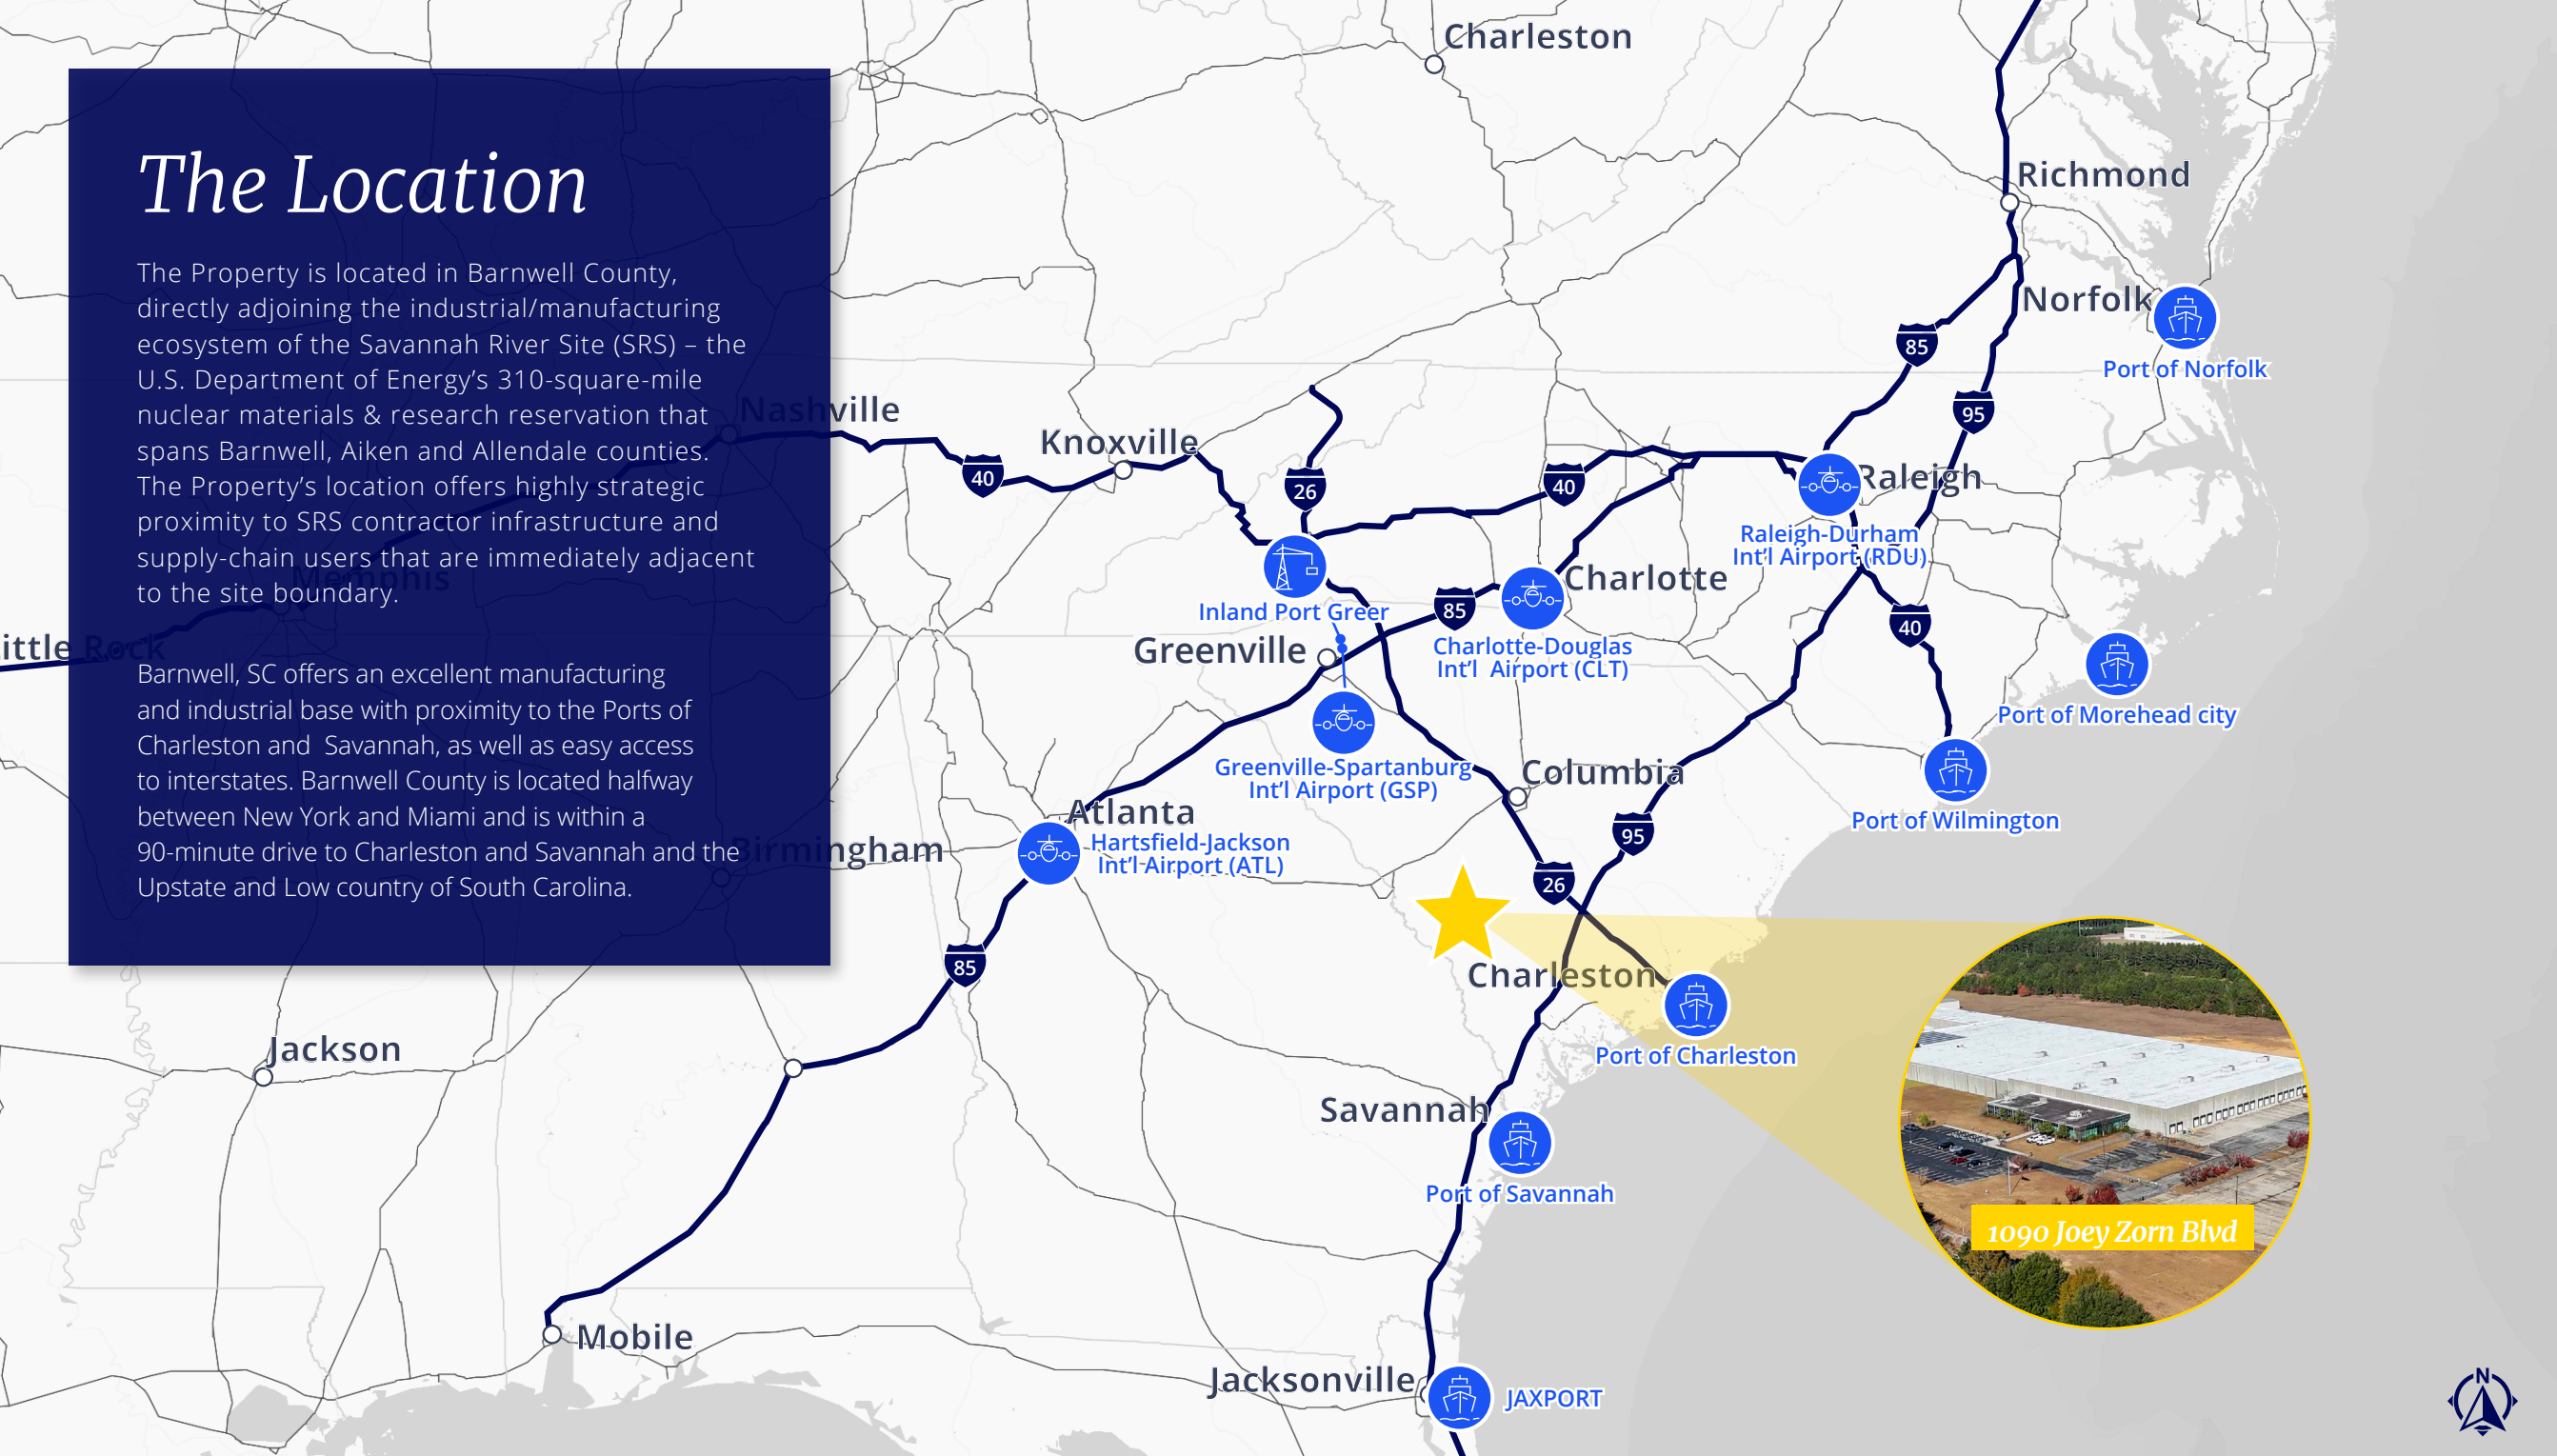 The Location
The Property is located in Barnwell County,
directly adjoining the industrial/manufacturing
ecosystem of the Savannah River Site (SRS) – the
U.S. Department of Energy’s 310-square-mile
nuclear materials & research reservation that
spans Barnwell, Aiken and Allendale counties.
The Property’s location offers highly strategic
proximity to SRS contractor infrastructure and
supply-chain users that are immediately adjacent
to the site boundary.
Barnwell, SC offers an excellent manufacturing
and industrial base with proximity to the Ports of
Charleston and  Savannah, as well as easy access
to interstates. Barnwell County is located halfway
between New York and Miami and is within a
90-minute drive to Charleston and Savannah and the
Upstate and Low country of South Carolina.
Charleston
Richmond
Norfolk
Port of Norfolk
85
95
Nashville
Knoxville
40
26
40
Raleigh
Raleigh-Durham
Int’l Airport (RDU)
Memphis
ittle Rock
Inland Port Greer
85
Charlotte
Charlotte-Douglas
Int’l  Airport (CLT)
40
Greenville
Port of Morehead city
Greenville-Spartanburg
Int’l Airport (GSP)
Columbia
Port of Wilmington
Atlanta
Hartsfield-Jackson
Int’l Airport (ATL)
Birmingham
95
26
85
Charleston
Port of Charleston
Jackson
Savannah
Port of Savannah
1090 Joey Zorn Blvd
Mobile
Jacksonville
JAXPORT
N